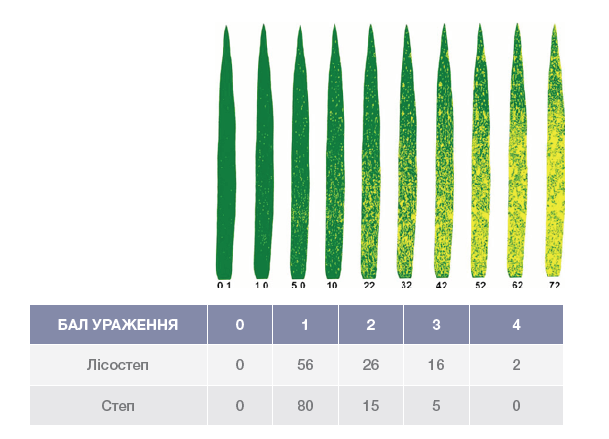 0.1 1.0 5.0 10 22 32 42 52 62 72
БАЛ УРАЖЕННЯ 0 1 2 3 4
Лісостеп 0 56 26 16 2
Степ 0 80 15 5 0